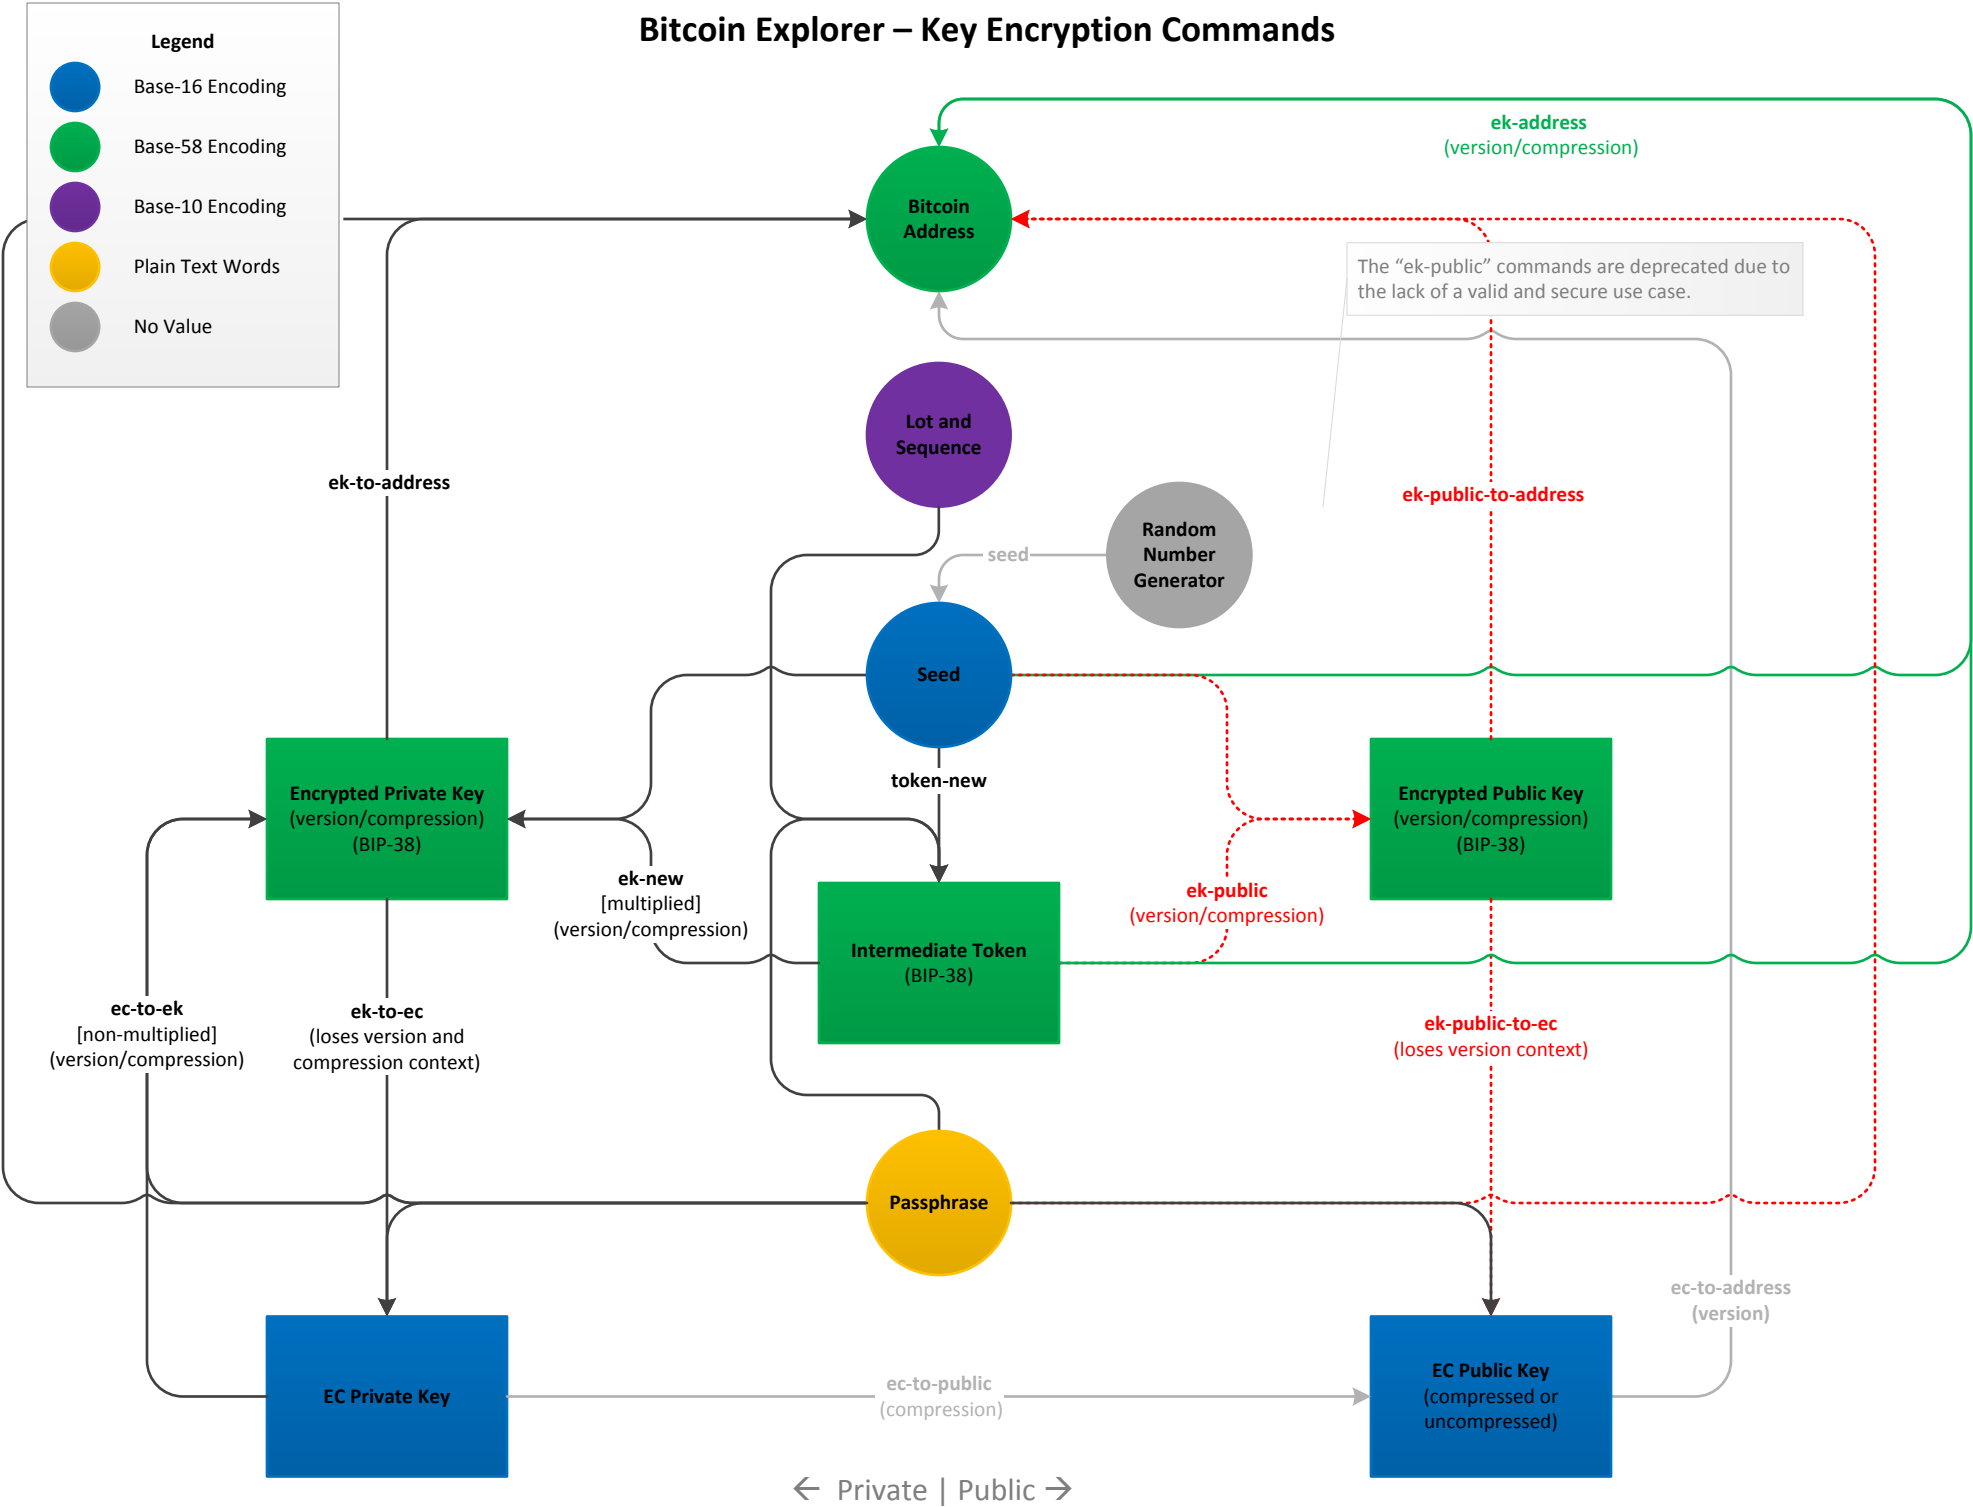 Bitcoin Explorer – Key Encryption Commands
Legend
Base-16 Encoding
Base-58 Encoding
Base-10 Encoding
Plain Text Words
No Value
ek-address
(version/compression)
Bitcoin
Address
The “ek-public” commands are deprecated due to
the lack of a valid and secure use case.
Lot and
Sequence
ek-to-address
ek-public-to-address
Random
Number
Generator
seed
Seed
token-new
Encrypted Private Key
(version/compression)
(BIP-38)
Encrypted Public Key
(version/compression)
(BIP-38)
ek-new
[multiplied]
(version/compression)
ek-public
(version/compression)
Intermediate Token
(BIP-38)
ec-to-ek
[non-multiplied]
(version/compression)
ek-to-ec
(loses version and
compression context)
ek-public-to-ec
(loses version context)
Passphrase
ec-to-address
(version)
EC Private Key
ec-to-public
(compression)
EC Public Key
(compressed or
uncompressed)
← Private | Public →